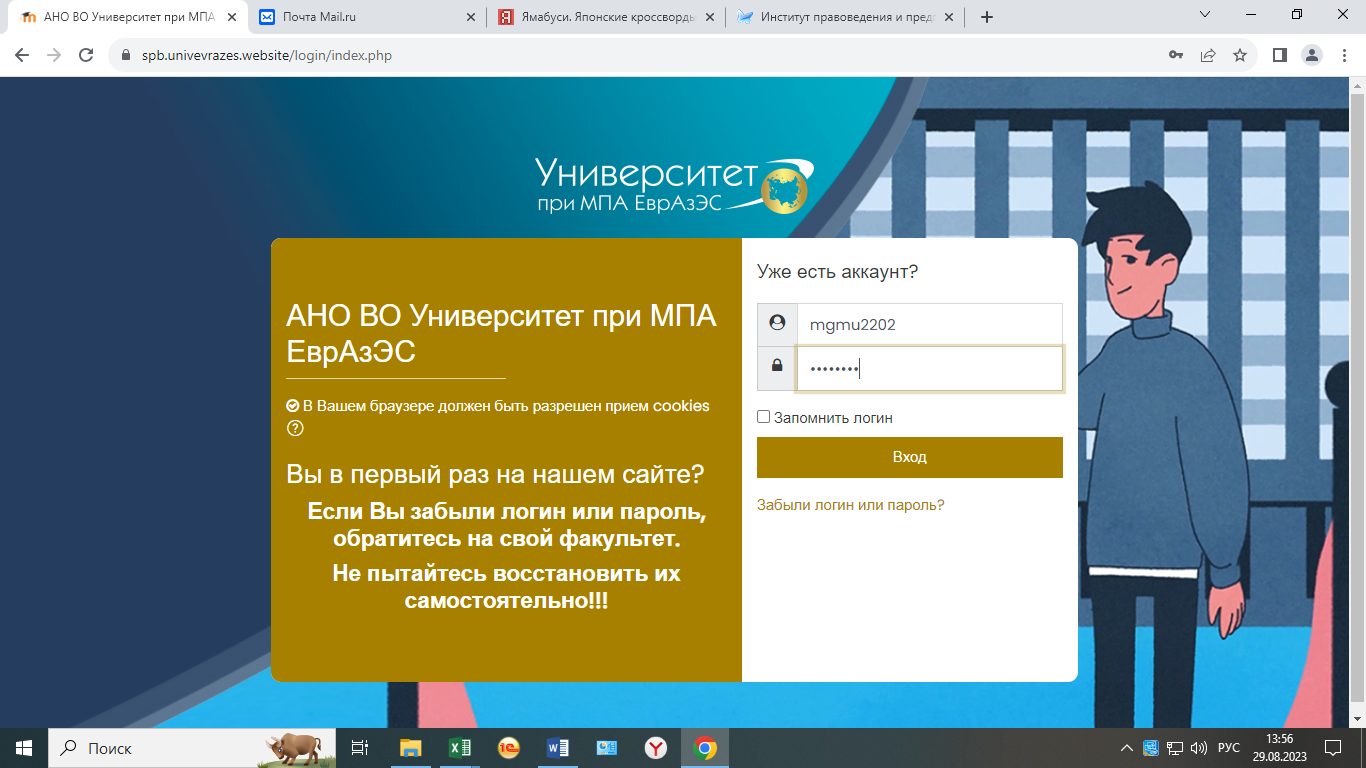 АНО ВО Университет при МПА
Почта Mail.ru
Ямабуси. Японские кроссворды
Институт правоведения и пред
spb.univevrazes.website/login/index.php
Университет
при МПА ЕврАзЭС
АНО ВО Университет при МПА
ЕврАзЭС
В Вашем браузере должен быть разрешен прием cookies
Вы в первый раз на нашем сайте?
Если Вы забыли логин или пароль,
обратитесь на свой факультет.
Не пытайтесь восстановить их
самостоятельно!!!
Уже есть аккаунт?
mgmu2202
••••••••
Запомнить логин
Вход
Забыли логин или пароль?
Поиск
РУС
13:56
29.08.2023